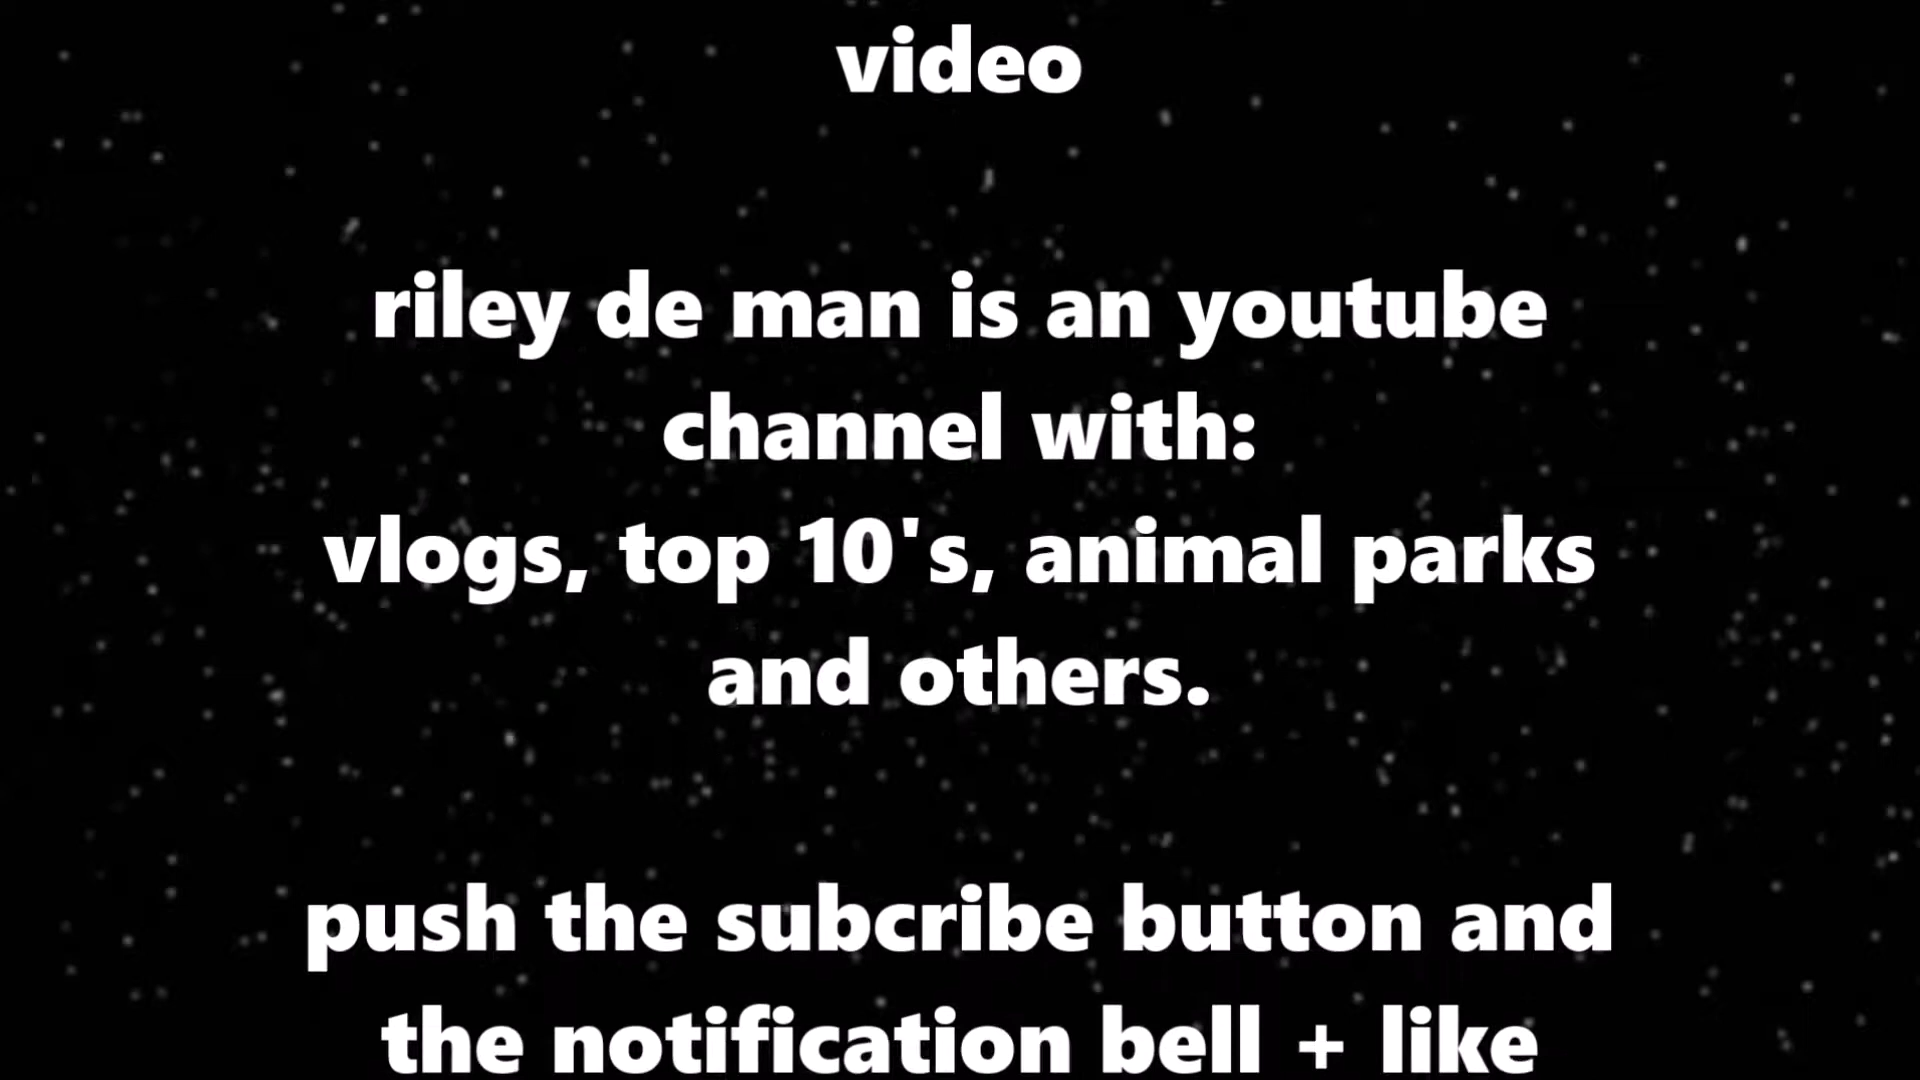 video
riley de man is an youtube
channel with:
vlogs, top 10's, animal parks
and others.
push the subcribe button and
the notification bell + like